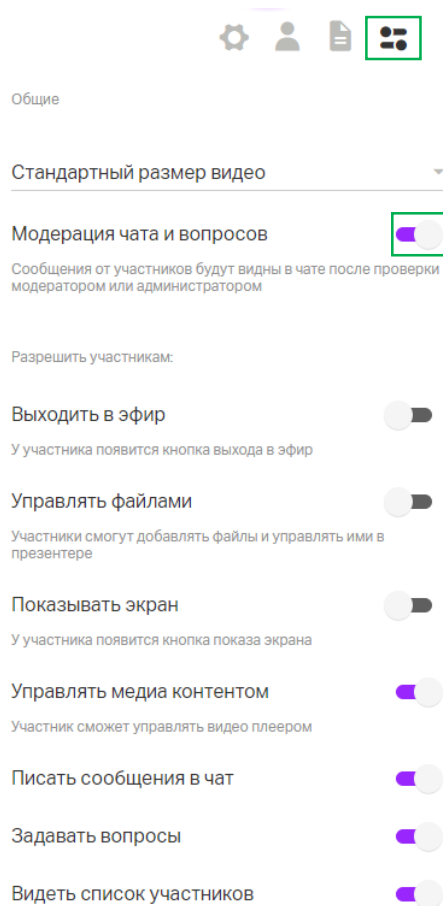 Общие
Стандартный размер видео
Модерация чата и вопросов
Сообщения от участников будут видны в чате после проверки
модератором или администратором
Разрешить участникам:
Выходить в эфир
У участника появится кнопка выхода в эфир
Управлять файлами
Участники смогут добавлять файлы и управлять ими в
презентере
Показывать экран
У участника появится кнопка показа экрана
Управлять медиа контентом
Участник сможет управлять видео плеером
Писать сообщения в чат
Задавать вопросы
Видеть список участников